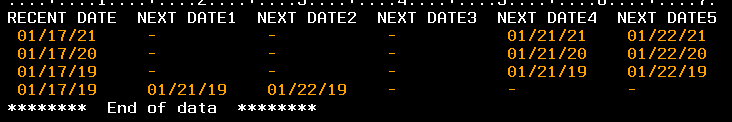 ....+....1....+....2....+....3....+....4....+....5....+....6....+....7.
RECENT DATE  NEXT DATE1  NEXT DATE2  NEXT DATE3  NEXT DATE4  NEXT DATE5
01/17/21  -  -  -  01/21/21  01/22/21
01/17/20  -  -  -  01/21/20  01/22/20
01/17/19  -  -  -  01/21/19  01/22/19
01/17/19  01/21/19  01/22/19  -  -  -
********  End of data  ********